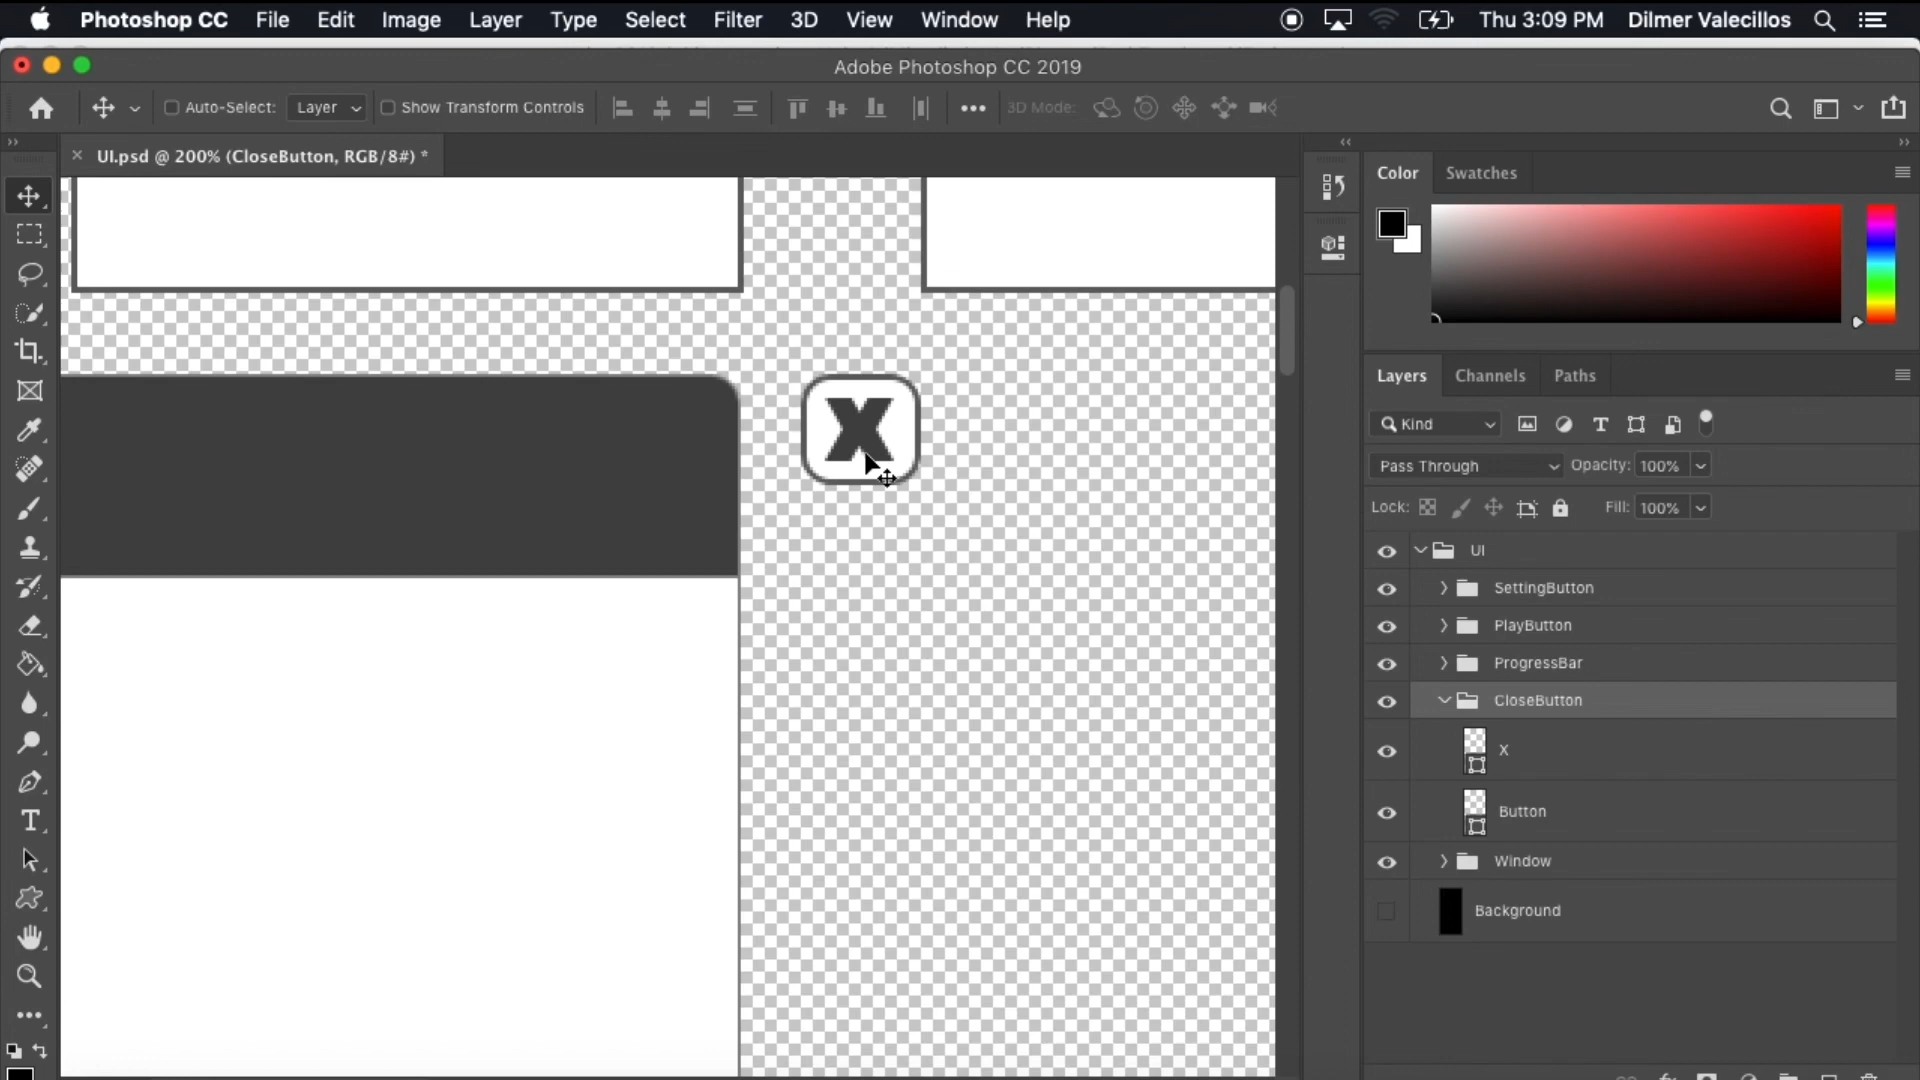 Photoshop CC File Edit Image Layer Type Select Filter 3D View Window Help Thu 3:09 PM Dilmer Valecillos
Adobe Photoshop CC 2019
Auto-Select: Layer Show Transform Controls 3D Mode:
UI.psd @ 200% (CloseButton, RGB/8#) *
X
Color Swatches
Layers Channels Paths
Kind
Pass Through Opacity: 100%
Lock: Fill: 100%
UI
SettingButton
PlayButton
ProgressBar
CloseButton
X
Button
Window
Background